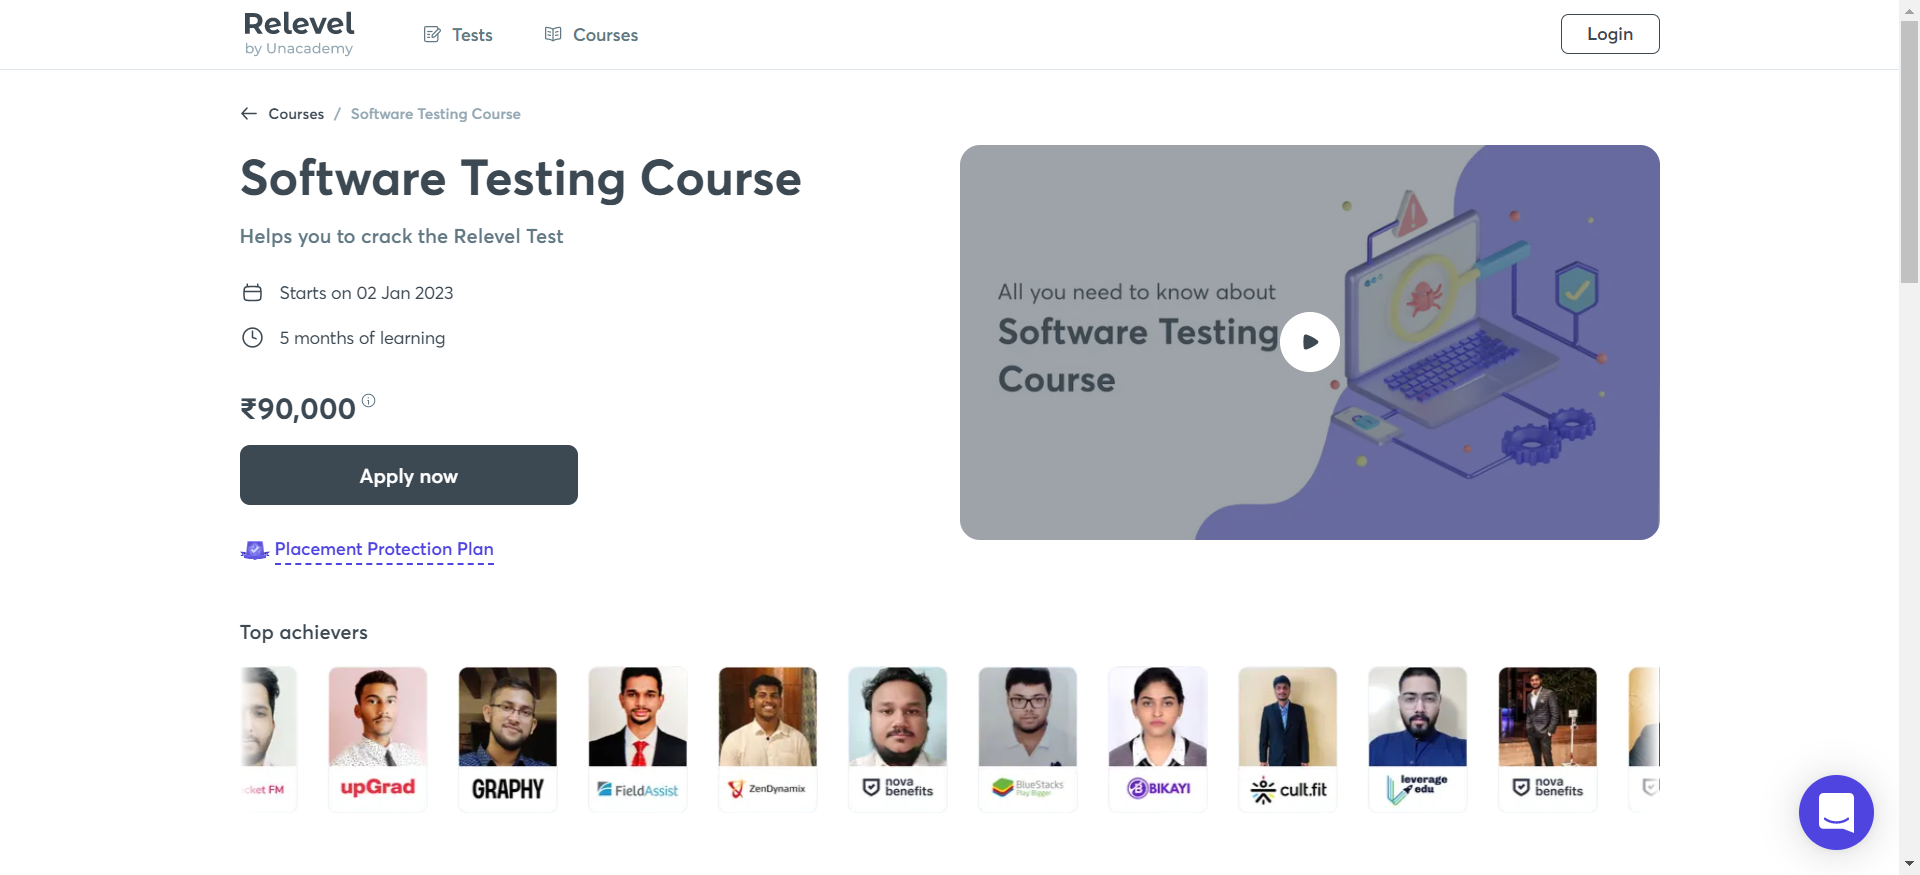 Relevel
by Unacademy
Tests
Courses
Login
Courses / Software Testing Course
Software Testing Course
Helps you to crack the Relevel Test
Starts on 02 Jan 2023
5 months of learning
₹90,000
Apply now
Placement Protection Plan
All you need to know about
Software Testing
Course
Top achievers
cket FM
upGrad
GRAPHY
FieldAssist
ZenDynamix
nova
benefits
BlueStacks
Play Bigger
BIKAYI
cult.fit
leverage
edu
nova
benefits